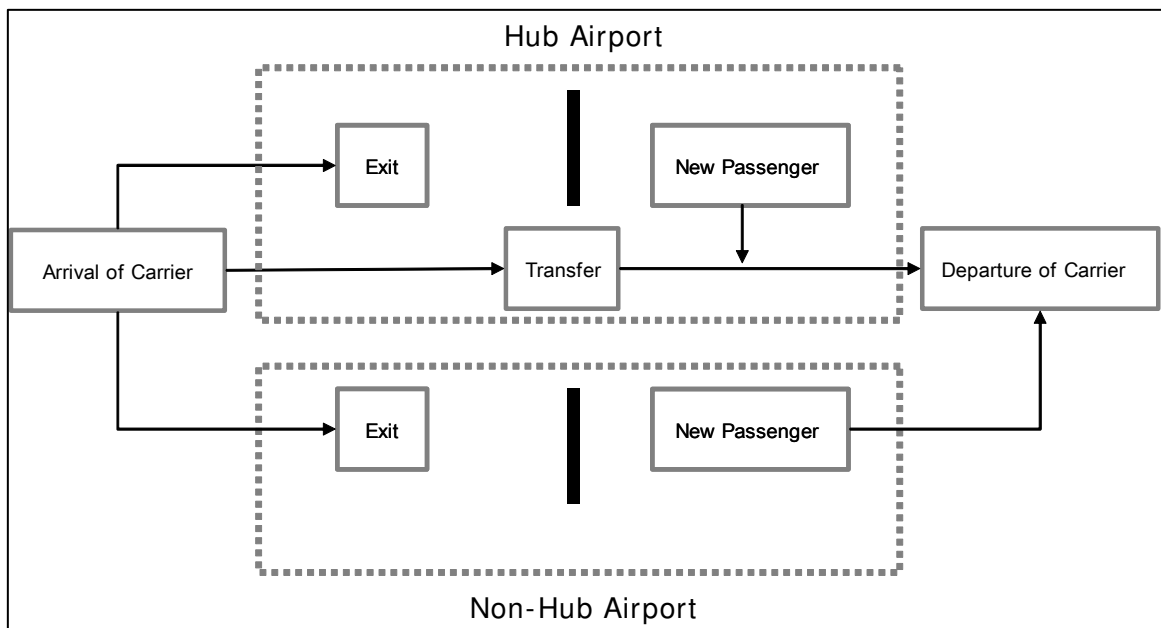 Hub Airport
Exit
New Passenger
Arrival of Carrier
Transfer
Departure of Carrier
Exit
New Passenger
Non-Hub Airport